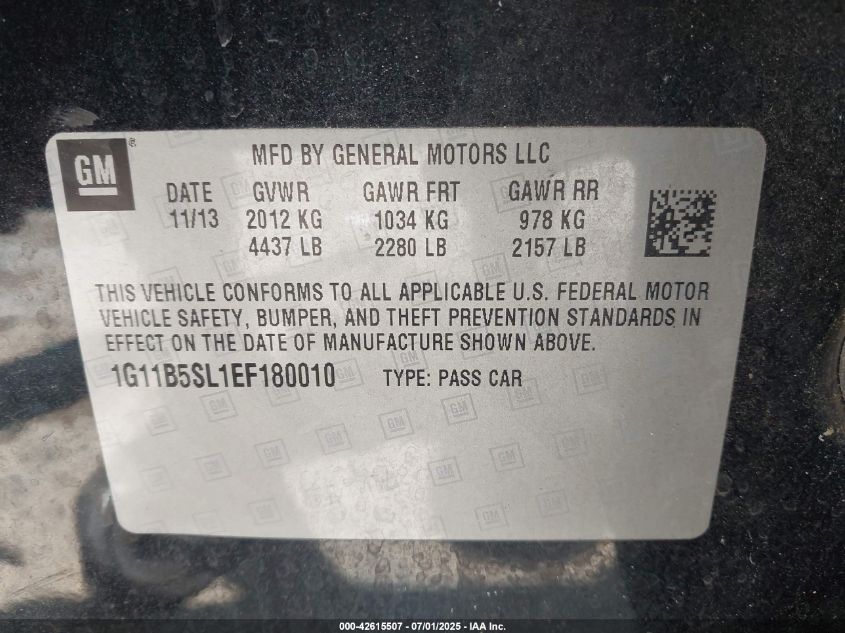 GM ®
MFD BY GENERAL MOTORS LLC
DATE GVWR GAWR FRT GAWR RR
11/13 2012 KG 1034 KG 978 KG
4437 LB 2280 LB 2157 LB
THIS VEHICLE CONFORMS TO ALL APPLICABLE U.S. FEDERAL MOTOR
VEHICLE SAFETY, BUMPER, AND THEFT PREVENTION STANDARDS IN
EFFECT ON THE DATE OF MANUFACTURE SHOWN ABOVE.
1G11B5SL1EF180010 TYPE: PASS CAR
000-42615507 - 07/01/2025 - IAA Inc.